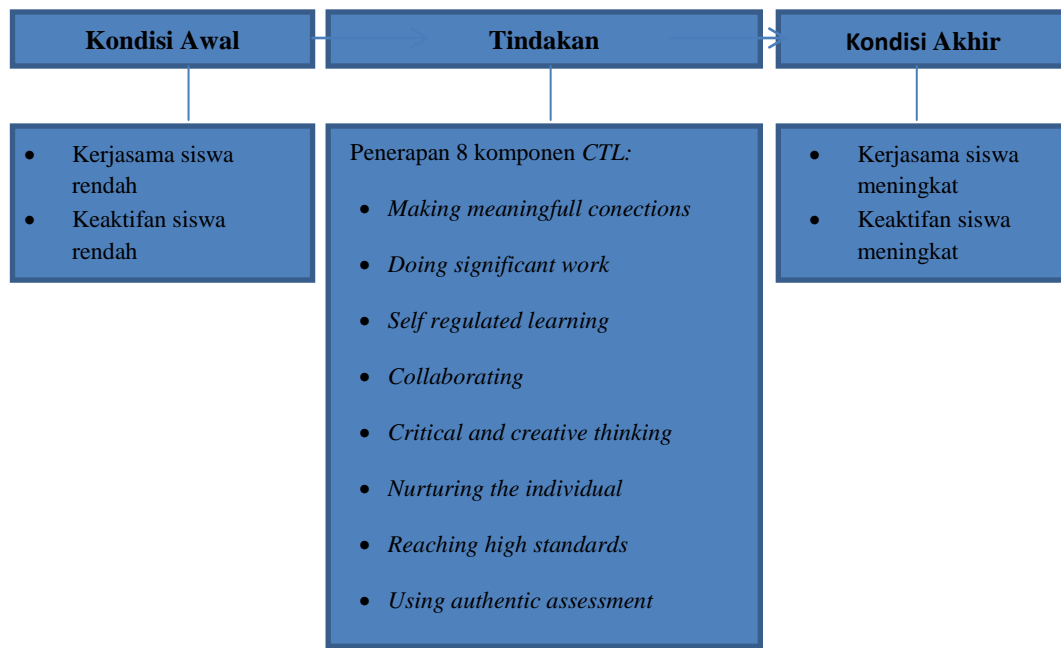 Kondisi Awal
Tindakan
Kondisi Akhir
• Kerjasama siswa
rendah
• Keaktifan siswa
rendah
Penerapan 8 komponen CTL:
• Making meaningfull conections
• Doing significant work
• Self regulated learning
• Collaborating
• Critical and creative thinking
• Nurturing the individual
• Reaching high standards
• Using authentic assessment
• Kerjasama siswa
meningkat
• Keaktifan siswa
meningkat